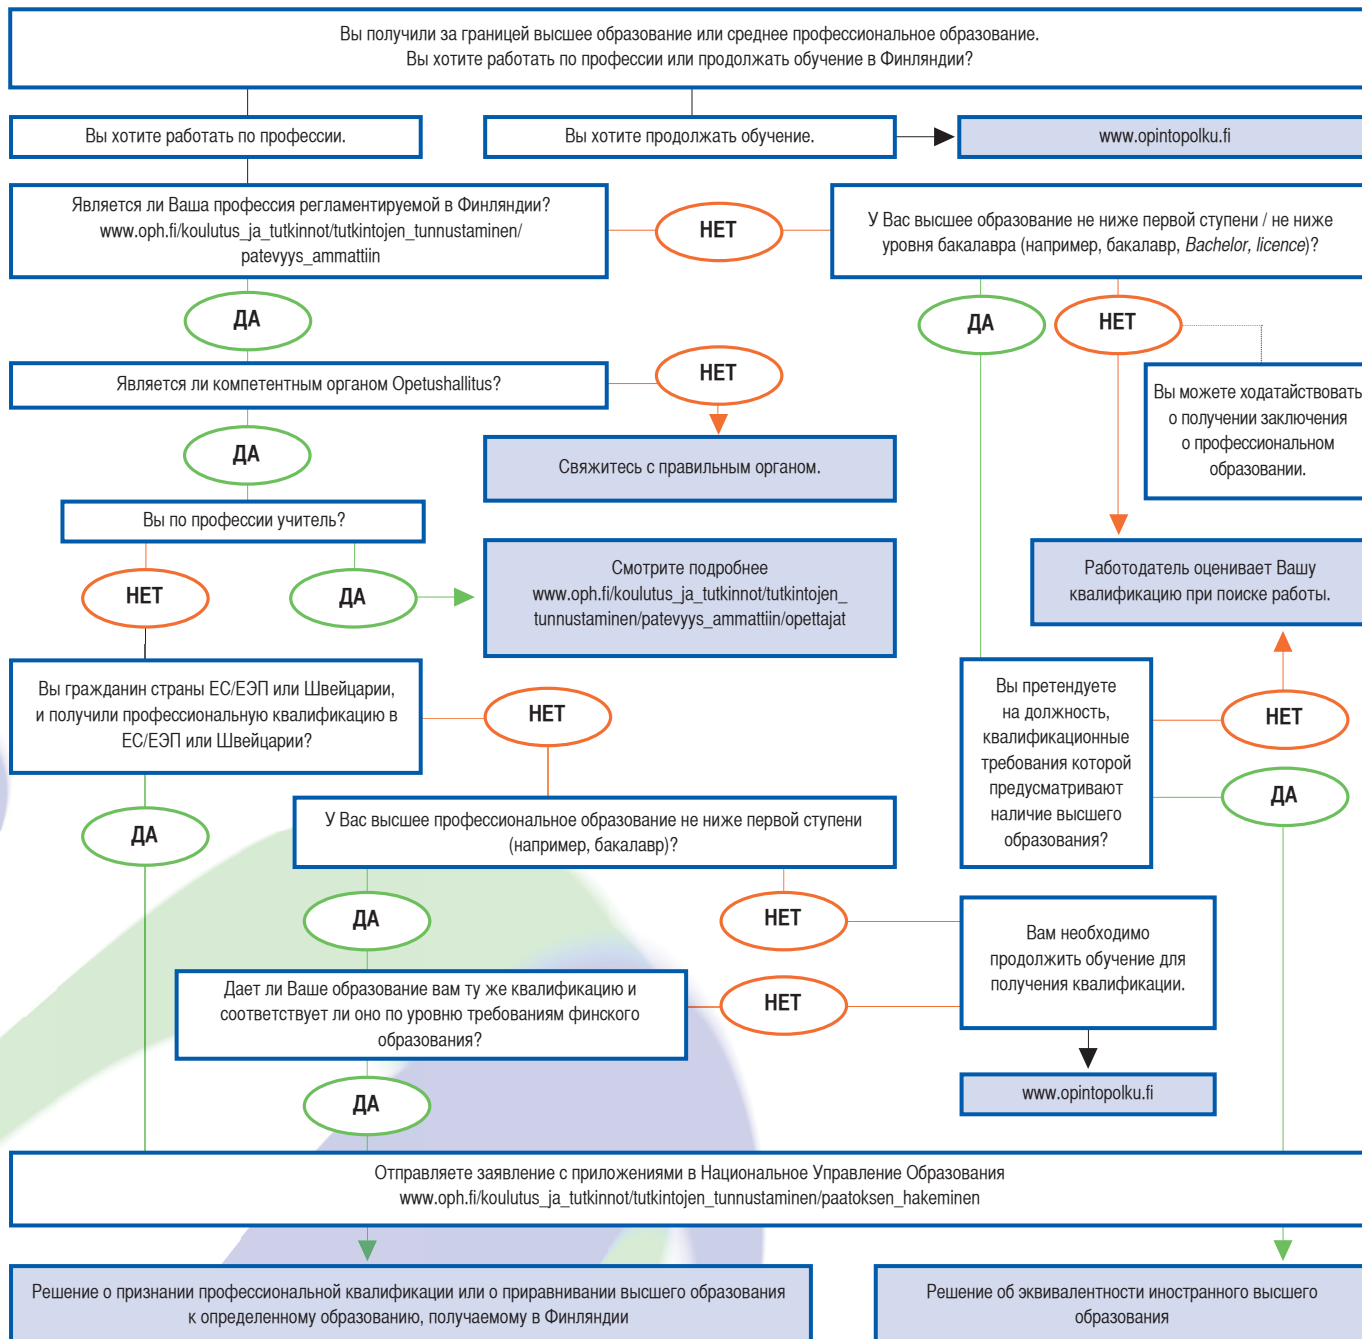 Вы получили за границей высшее образование или среднее профессиональное образование.
Вы хотите работать по профессии или продолжать обучение в Финляндии?
Вы хотите работать по профессии.
Вы хотите продолжать обучение.
www.opintopolku.fi
Является ли Ваша профессия регламентируемой в Финляндии?
www.oph.fi/koulutus_ja_tutkinnot/tutkintojen_tunnustaminen/
patevyys_ammattiin
НЕТ
У Вас высшее образование не ниже первой ступени / не ниже
уровня бакалавра (например, бакалавр, Bachelor, licence)?
ДА
ДА
НЕТ
Является ли компетентным органом Opetushallitus?
НЕТ
Вы можете ходатайствовать
о получении заключения
о профессиональном
образовании.
ДА
Свяжитесь с правильным органом.
Вы по профессии учитель?
НЕТ
ДА
Смотрите подробнее
www.oph.fi/koulutus_ja_tutkinnot/tutkintojen_
tunnustaminen/patevyys_ammattiin/opettajat
Работодатель оценивает Вашу
квалификацию при поиске работы.
Вы гражданин страны ЕС/ЕЭП или Швейцарии,
и получили профессиональную квалификацию в
ЕС/ЕЭП или Швейцарии?
НЕТ
Вы претендуете
на должность,
квалификационные
требования которой
предусматривают
наличие высшего
образования?
НЕТ
ДА
ДА
У Вас высшее профессиональное образование не ниже первой ступени
(например, бакалавр)?
ДА
НЕТ
Вам необходимо
продолжить обучение для
получения квалификации.
Дает ли Ваше образование вам ту же квалификацию и
соответствует ли оно по уровню требованиям финского
образования?
НЕТ
www.opintopolku.fi
ДА
Отправляете заявление с приложениями в Национальное Управление Образования
www.oph.fi/koulutus_ja_tutkinnot/tutkintojen_tunnustaminen/paatoksen_hakeminen
Решение о признании профессиональной квалификации или о приравнивании высшего образования
к определенному образованию, получаемому в Финляндии
Решение об эквивалентности иностранного высшего
образования